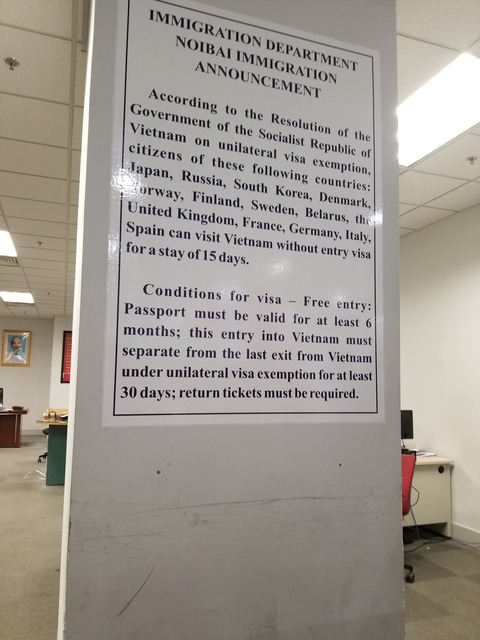 IMMIGRATION DEPARTMENT
NOIBAI IMMIGRATION
ANNOUNCEMENT
According to the Resolution of the
Government of the Socialist Republic of
Vietnam on unilateral visa exemption,
citizens of these following countries:
Japan, Russia, South Korea, Denmark,
Norway, Finland, Sweden, Belarus, the
United Kingdom, France, Germany, Italy,
Spain can visit Vietnam without entry visa
for a stay of 15 days.
Conditions for visa – Free entry:
Passport must be valid for at least 6
months; this entry into Vietnam must
separate from the last exit from Vietnam
under unilateral visa exemption for at least
30 days; return tickets must be required.